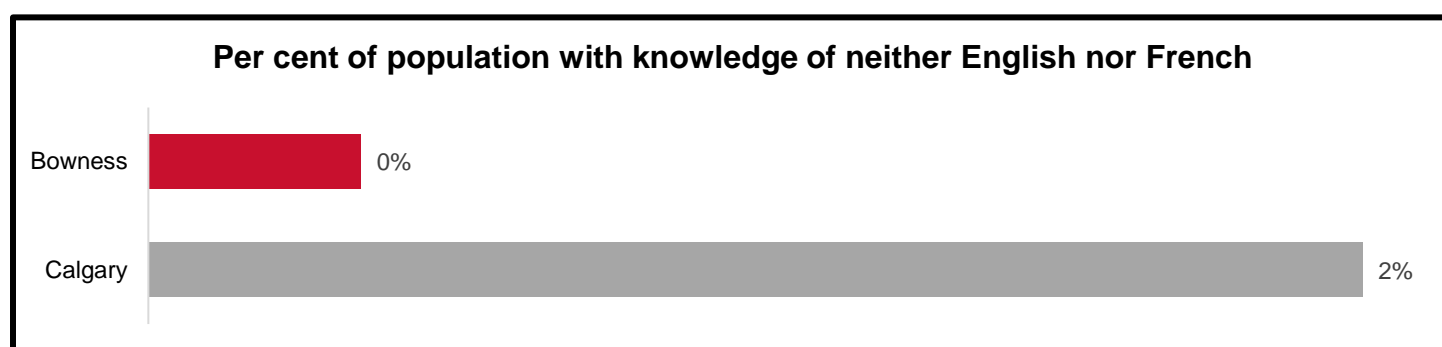 Per cent of population with knowledge of neither English nor French
Bowness 0%
Calgary 2%